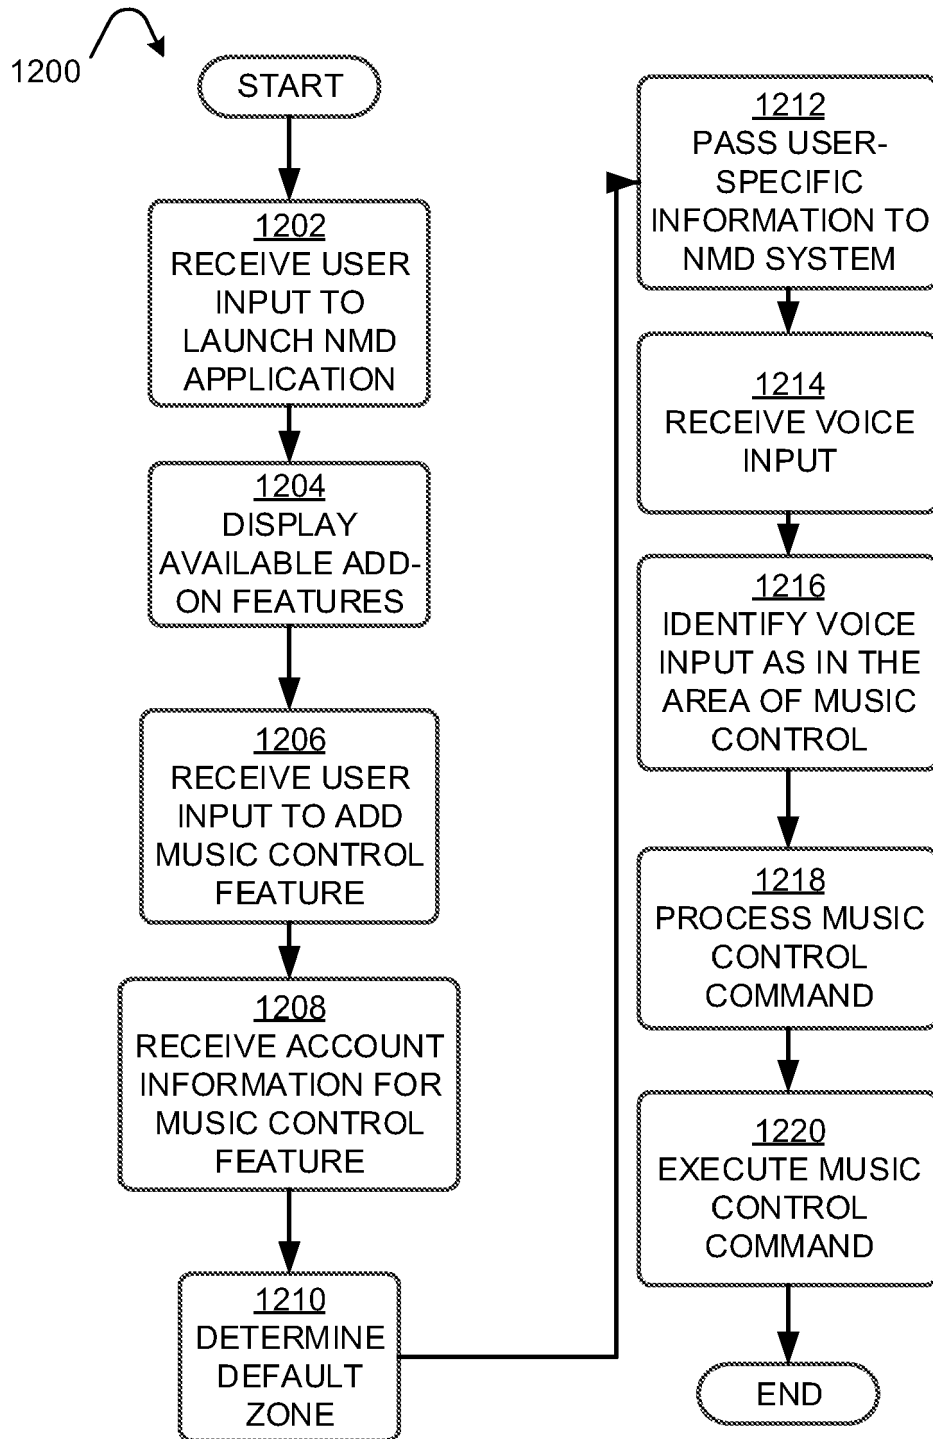 1200
START
1202
RECEIVE USER
INPUT TO
LAUNCH NMD
APPLICATION
1204
DISPLAY
AVAILABLE ADD-
ON FEATURES
1206
RECEIVE USER
INPUT TO ADD
MUSIC CONTROL
FEATURE
1208
RECEIVE ACCOUNT
INFORMATION FOR
MUSIC CONTROL
FEATURE
1210
DETERMINE
DEFAULT
ZONE
1212
PASS USER-
SPECIFIC
INFORMATION TO
NMD SYSTEM
1214
RECEIVE VOICE
INPUT
1216
IDENTIFY VOICE
INPUT AS IN THE
AREA OF MUSIC
CONTROL
1218
PROCESS MUSIC
CONTROL
COMMAND
1220
EXECUTE MUSIC
CONTROL
COMMAND
END